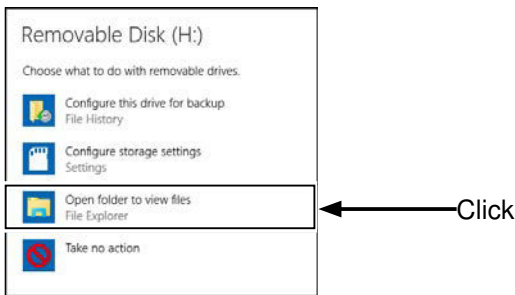 Removable Disk (H:)
Choose what to do with removable drives.
Configure this drive for backup
File History
Configure storage settings
Settings
Open folder to view files
File Explorer
Click
Take no action